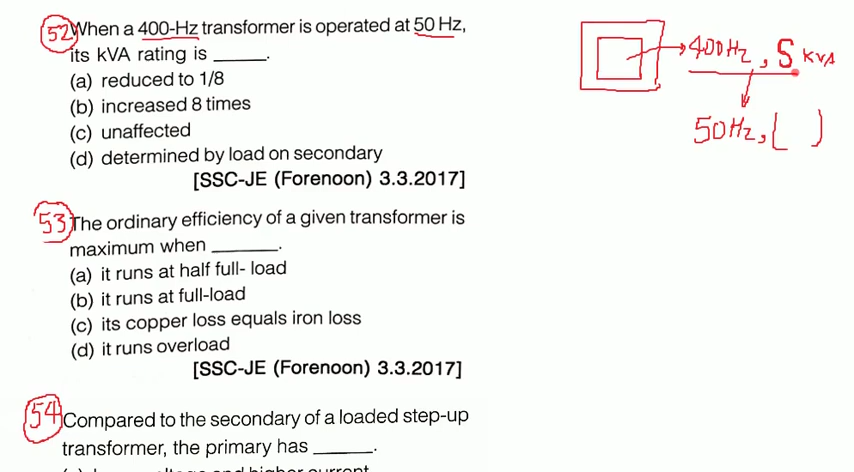 52 When a 400-Hz transformer is operated at 50 Hz,
its kVA rating is ______.
(a) reduced to 1/8
(b) increased 8 times
(c) unaffected
(d) determined by load on secondary
[SSC-JE (Forenoon) 3.3.2017]
400Hz, S KVA
50Hz, [ ]
53 The ordinary efficiency of a given transformer is
maximum when ______.
(a) it runs at half full- load
(b) it runs at full-load
(c) its copper loss equals iron loss
(d) it runs overload
[SSC-JE (Forenoon) 3.3.2017]
54 Compared to the secondary of a loaded step-up
transformer, the primary has ______.